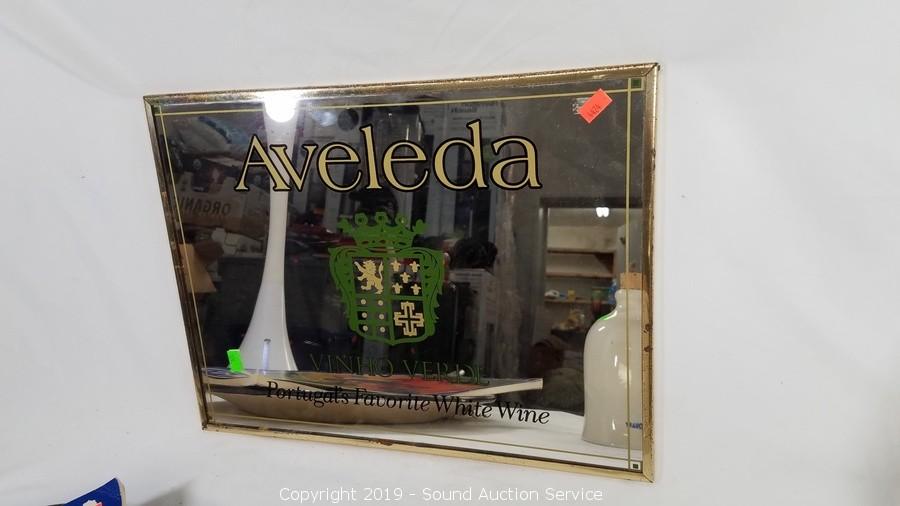 Aveleda
VINHO VERDE
Portugal's Favorite White Wine
Copyright 2019 - Sound Auction Service